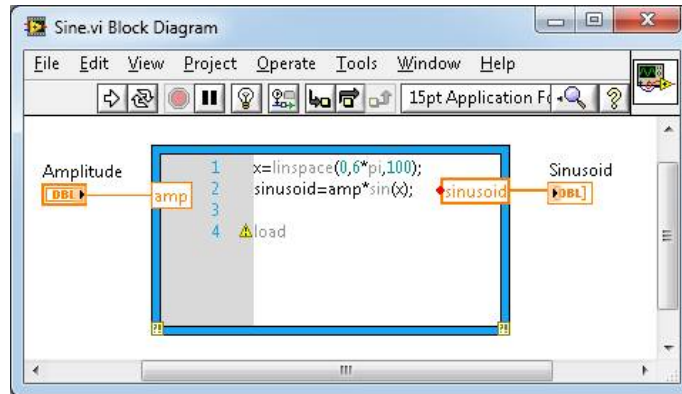 Sine.vi Block Diagram
File Edit View Project Operate Tools Window Help
15pt Application Fo
Amplitude
DBL
amp
1 x=linspace(0,6*pi,100);
2 sinusoid=amp*sin(x);
3
4 load
sinusoid
Sinusoid
[DBL]